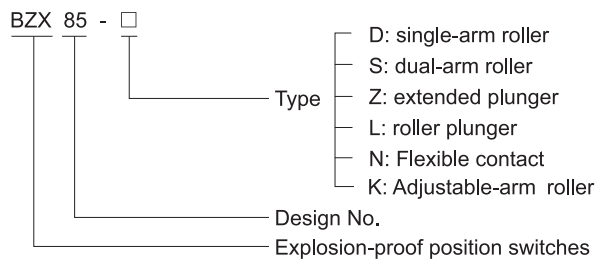 BZX 85 - □
D: single-arm roller
S: dual-arm roller
Type Z: extended plunger
L: roller plunger
N: Flexible contact
K: Adjustable-arm roller
Design No.
Explosion-proof position switches